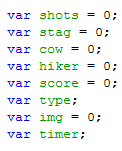 var shots = 0;
var stag = 0;
var cow = 0;
var hiker = 0;
var score = 0;
var type;
var img = 0;
var timer;